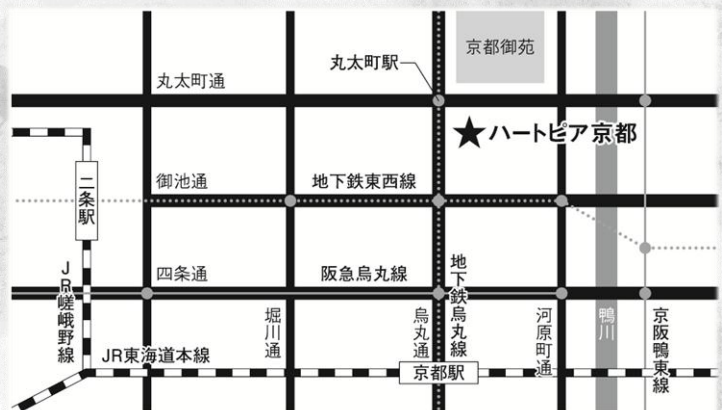 京都御苑
丸太町駅
丸太町通
★ハートピア京都
御池通
地下鉄東西線
二条駅
四条通
阪急烏丸線
地下鉄烏丸線
JR嵯峨野線
堀川通
烏丸通
河原町通
鴨川
京阪鴨東線
JR東海道本線
京都駅